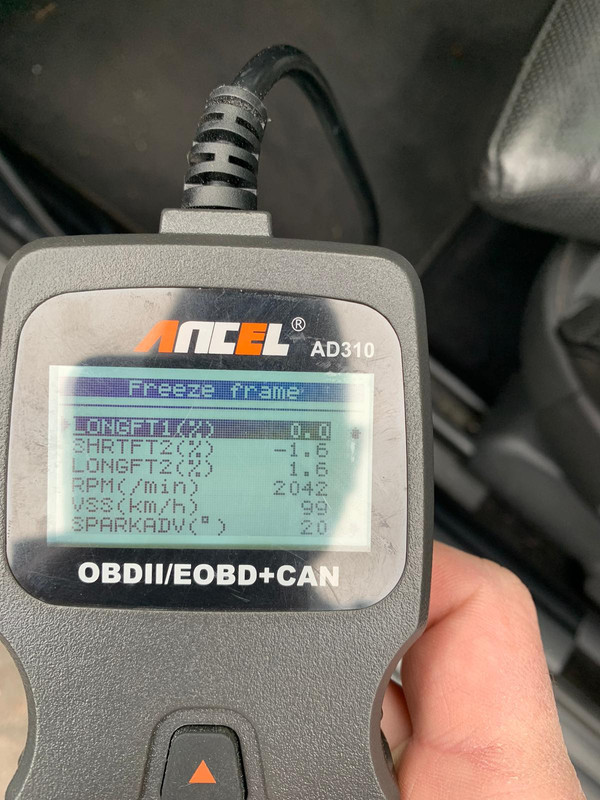 ANCEL® AD310
Freeze frame
LONGFT1(%) 0.0
SHRTFT2(%) -1.6
LONGFT2(%) 1.6
RPM(/min) 2042
VSS(km/h) 99
SPARKADV(°) 20
OBDII/EOBD+CAN